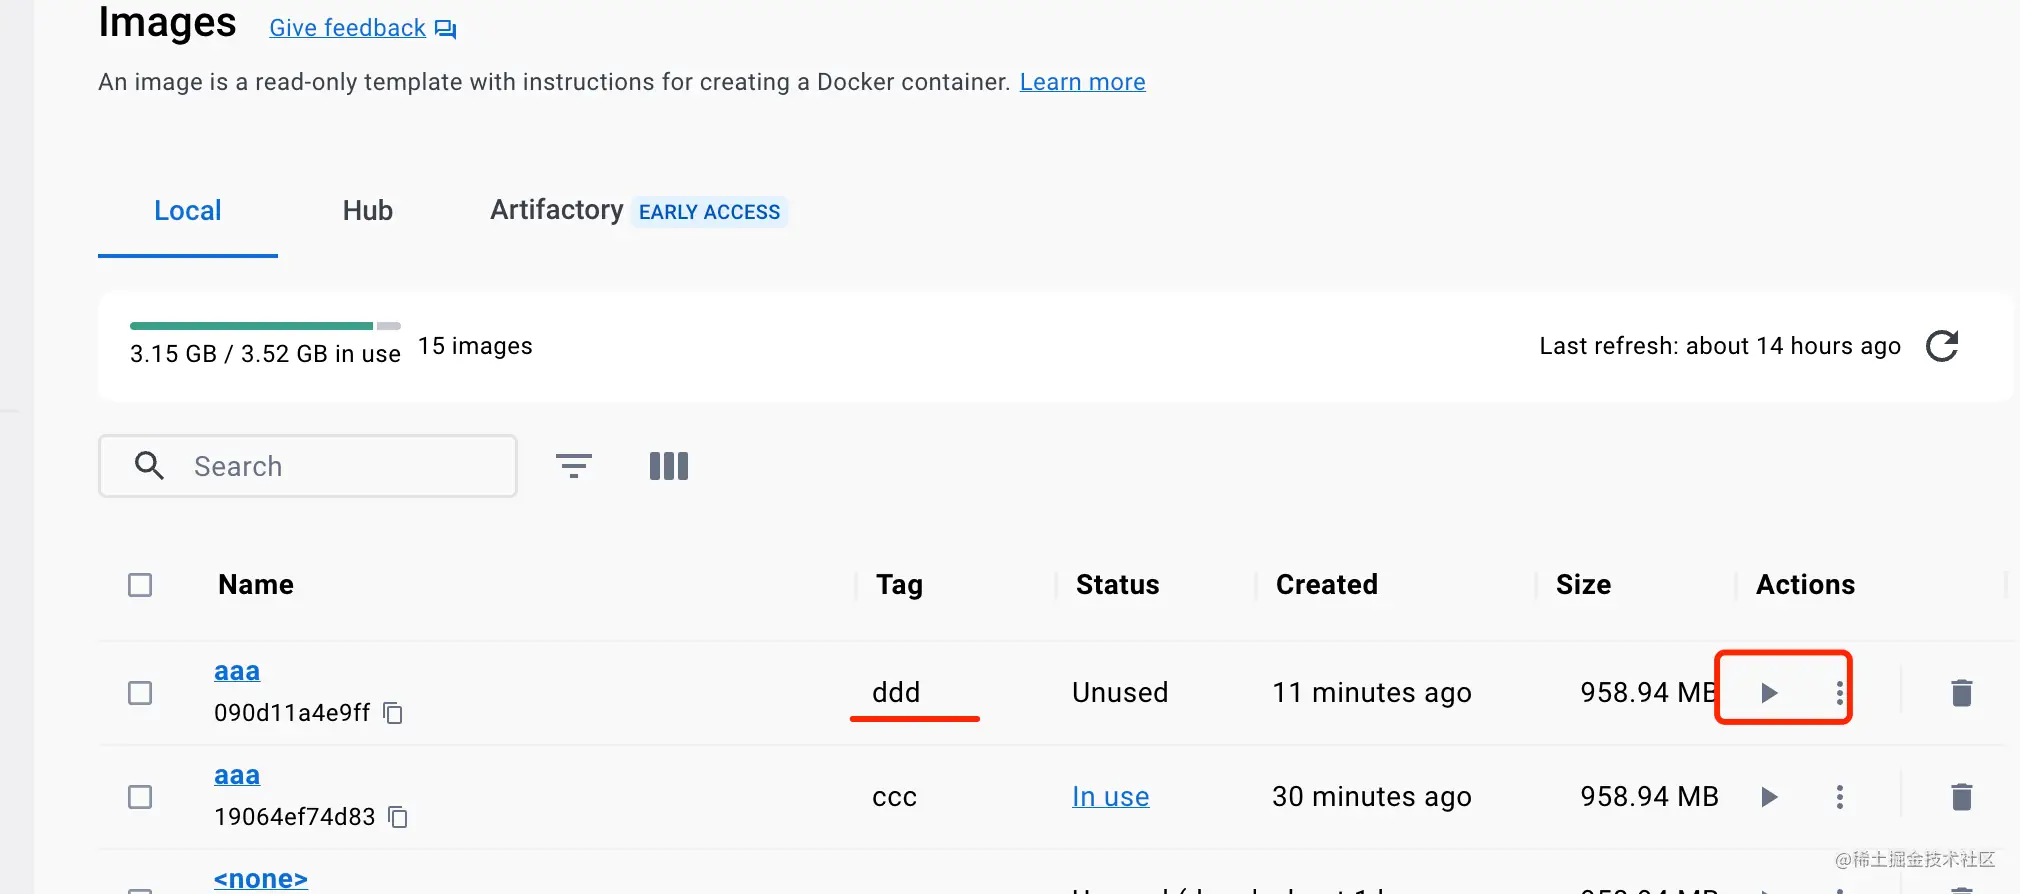 Images Give feedback
An image is a read-only template with instructions for creating a Docker container. Learn more
Local Hub Artifactory EARLY ACCESS
3.15 GB / 3.52 GB in use 15 images Last refresh: about 14 hours ago
Search
Name Tag Status Created Size Actions
aaa
090d11a4e9ff ddd Unused 11 minutes ago 958.94 MB
aaa
19064ef74d83 ccc In use 30 minutes ago 958.94 MB
<none>
@稀土掘金技术社区